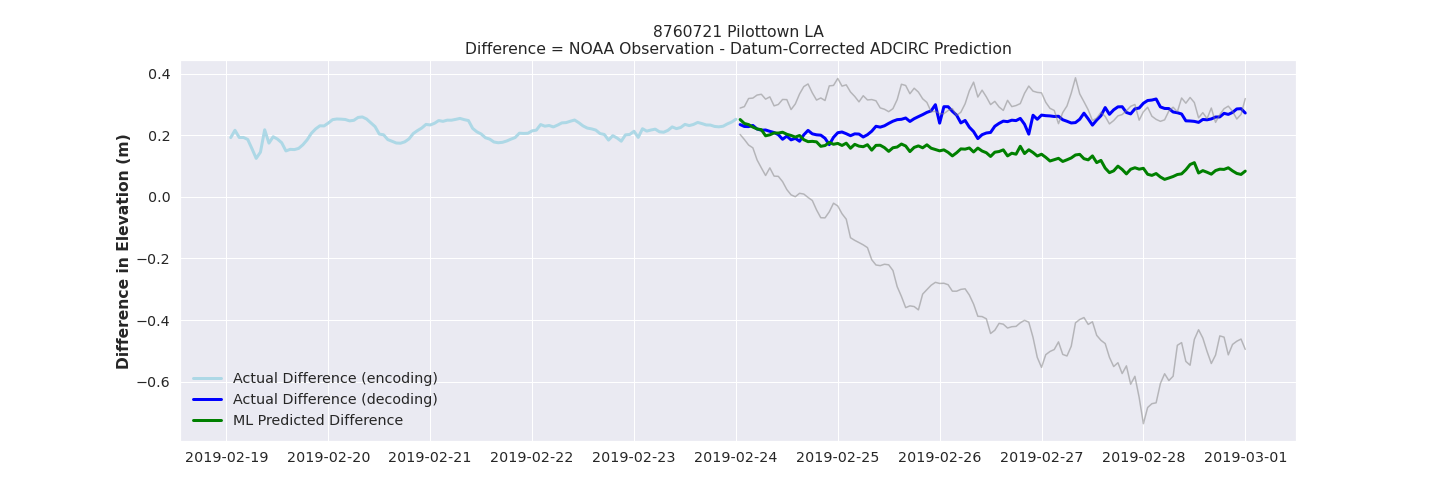 8760721 Pilottown LA
Difference = NOAA Observation - Datum-Corrected ADCIRC Prediction
Difference in Elevation (m)
0.4
0.2
0.0
−0.2
−0.4
−0.6
Actual Difference (encoding)
Actual Difference (decoding)
ML Predicted Difference
2019-02-19 2019-02-20 2019-02-21 2019-02-22 2019-02-23 2019-02-24 2019-02-25 2019-02-26 2019-02-27 2019-02-28 2019-03-01